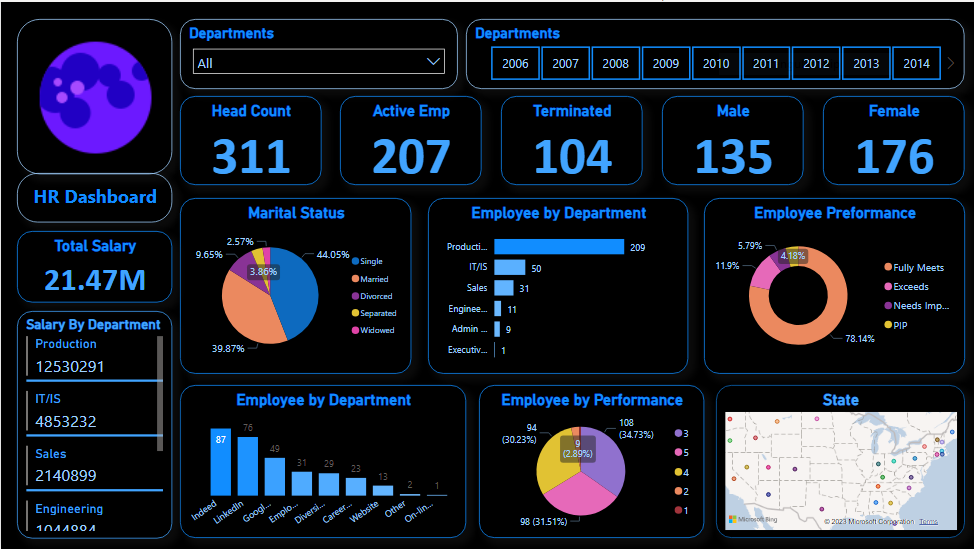 Departments
All
Departments
2006 2007 2008 2009 2010 2011 2012 2013 2014
HR Dashboard
Head Count
311
Active Emp
207
Terminated
104
Male
135
Female
176
Total Salary
21.47M
Salary By Department
Production
12530291
IT/IS
4853232
Sales
2140899
Engineering
1044884
Marital Status
2.57%
9.65%
3.86%
44.05%
39.87%
Single
Married
Divorced
Separated
Widowed
Employee by Department
Producti... 209
IT/IS 50
Sales 31
Enginee... 11
Admin ... 9
Executiv... 1
Employee Preformance
5.79%
4.18%
11.9%
78.14%
Fully Meets
Exceeds
Needs Imp...
PIP
Employee by Department
87 76 49 31 29 23 13 2 1
Indeed LinkedIn Googl... Emplo... Diversi... Career... Website Other On-lin...
Employee by Performance
94
(30.23%)
9
(2.89%)
108
(34.73%)
98 (31.51%)
3
5
4
2
1
State
Microsoft Bing
© 2023 Microsoft Corporation Terms